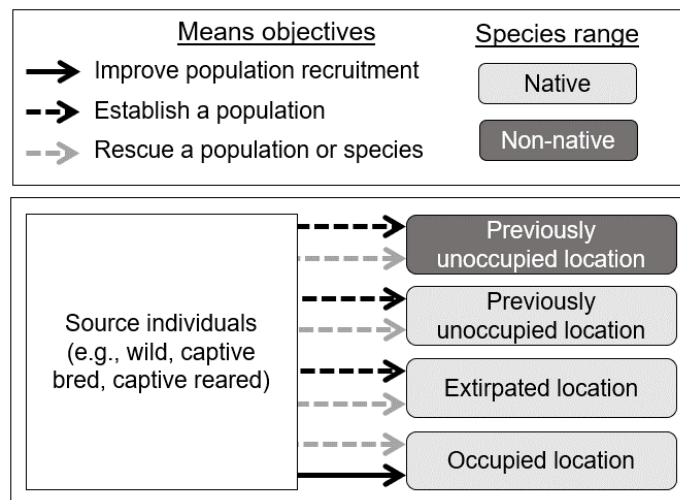 Means objectives
Improve population recruitment
Establish a population
Rescue a population or species
Species range
Native
Non-native
Source individuals
(e.g., wild, captive
bred, captive reared)
Previously
unoccupied location
Previously
unoccupied location
Extirpated location
Occupied location